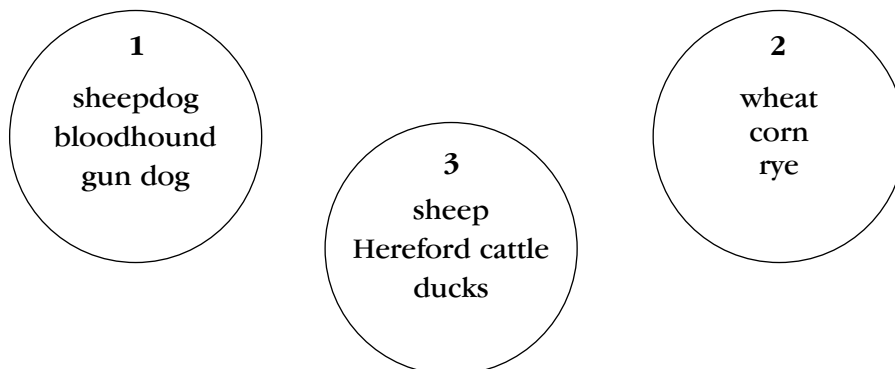 1
sheepdog
bloodhound
gun dog
2
wheat
corn
rye
3
sheep
Hereford cattle
ducks